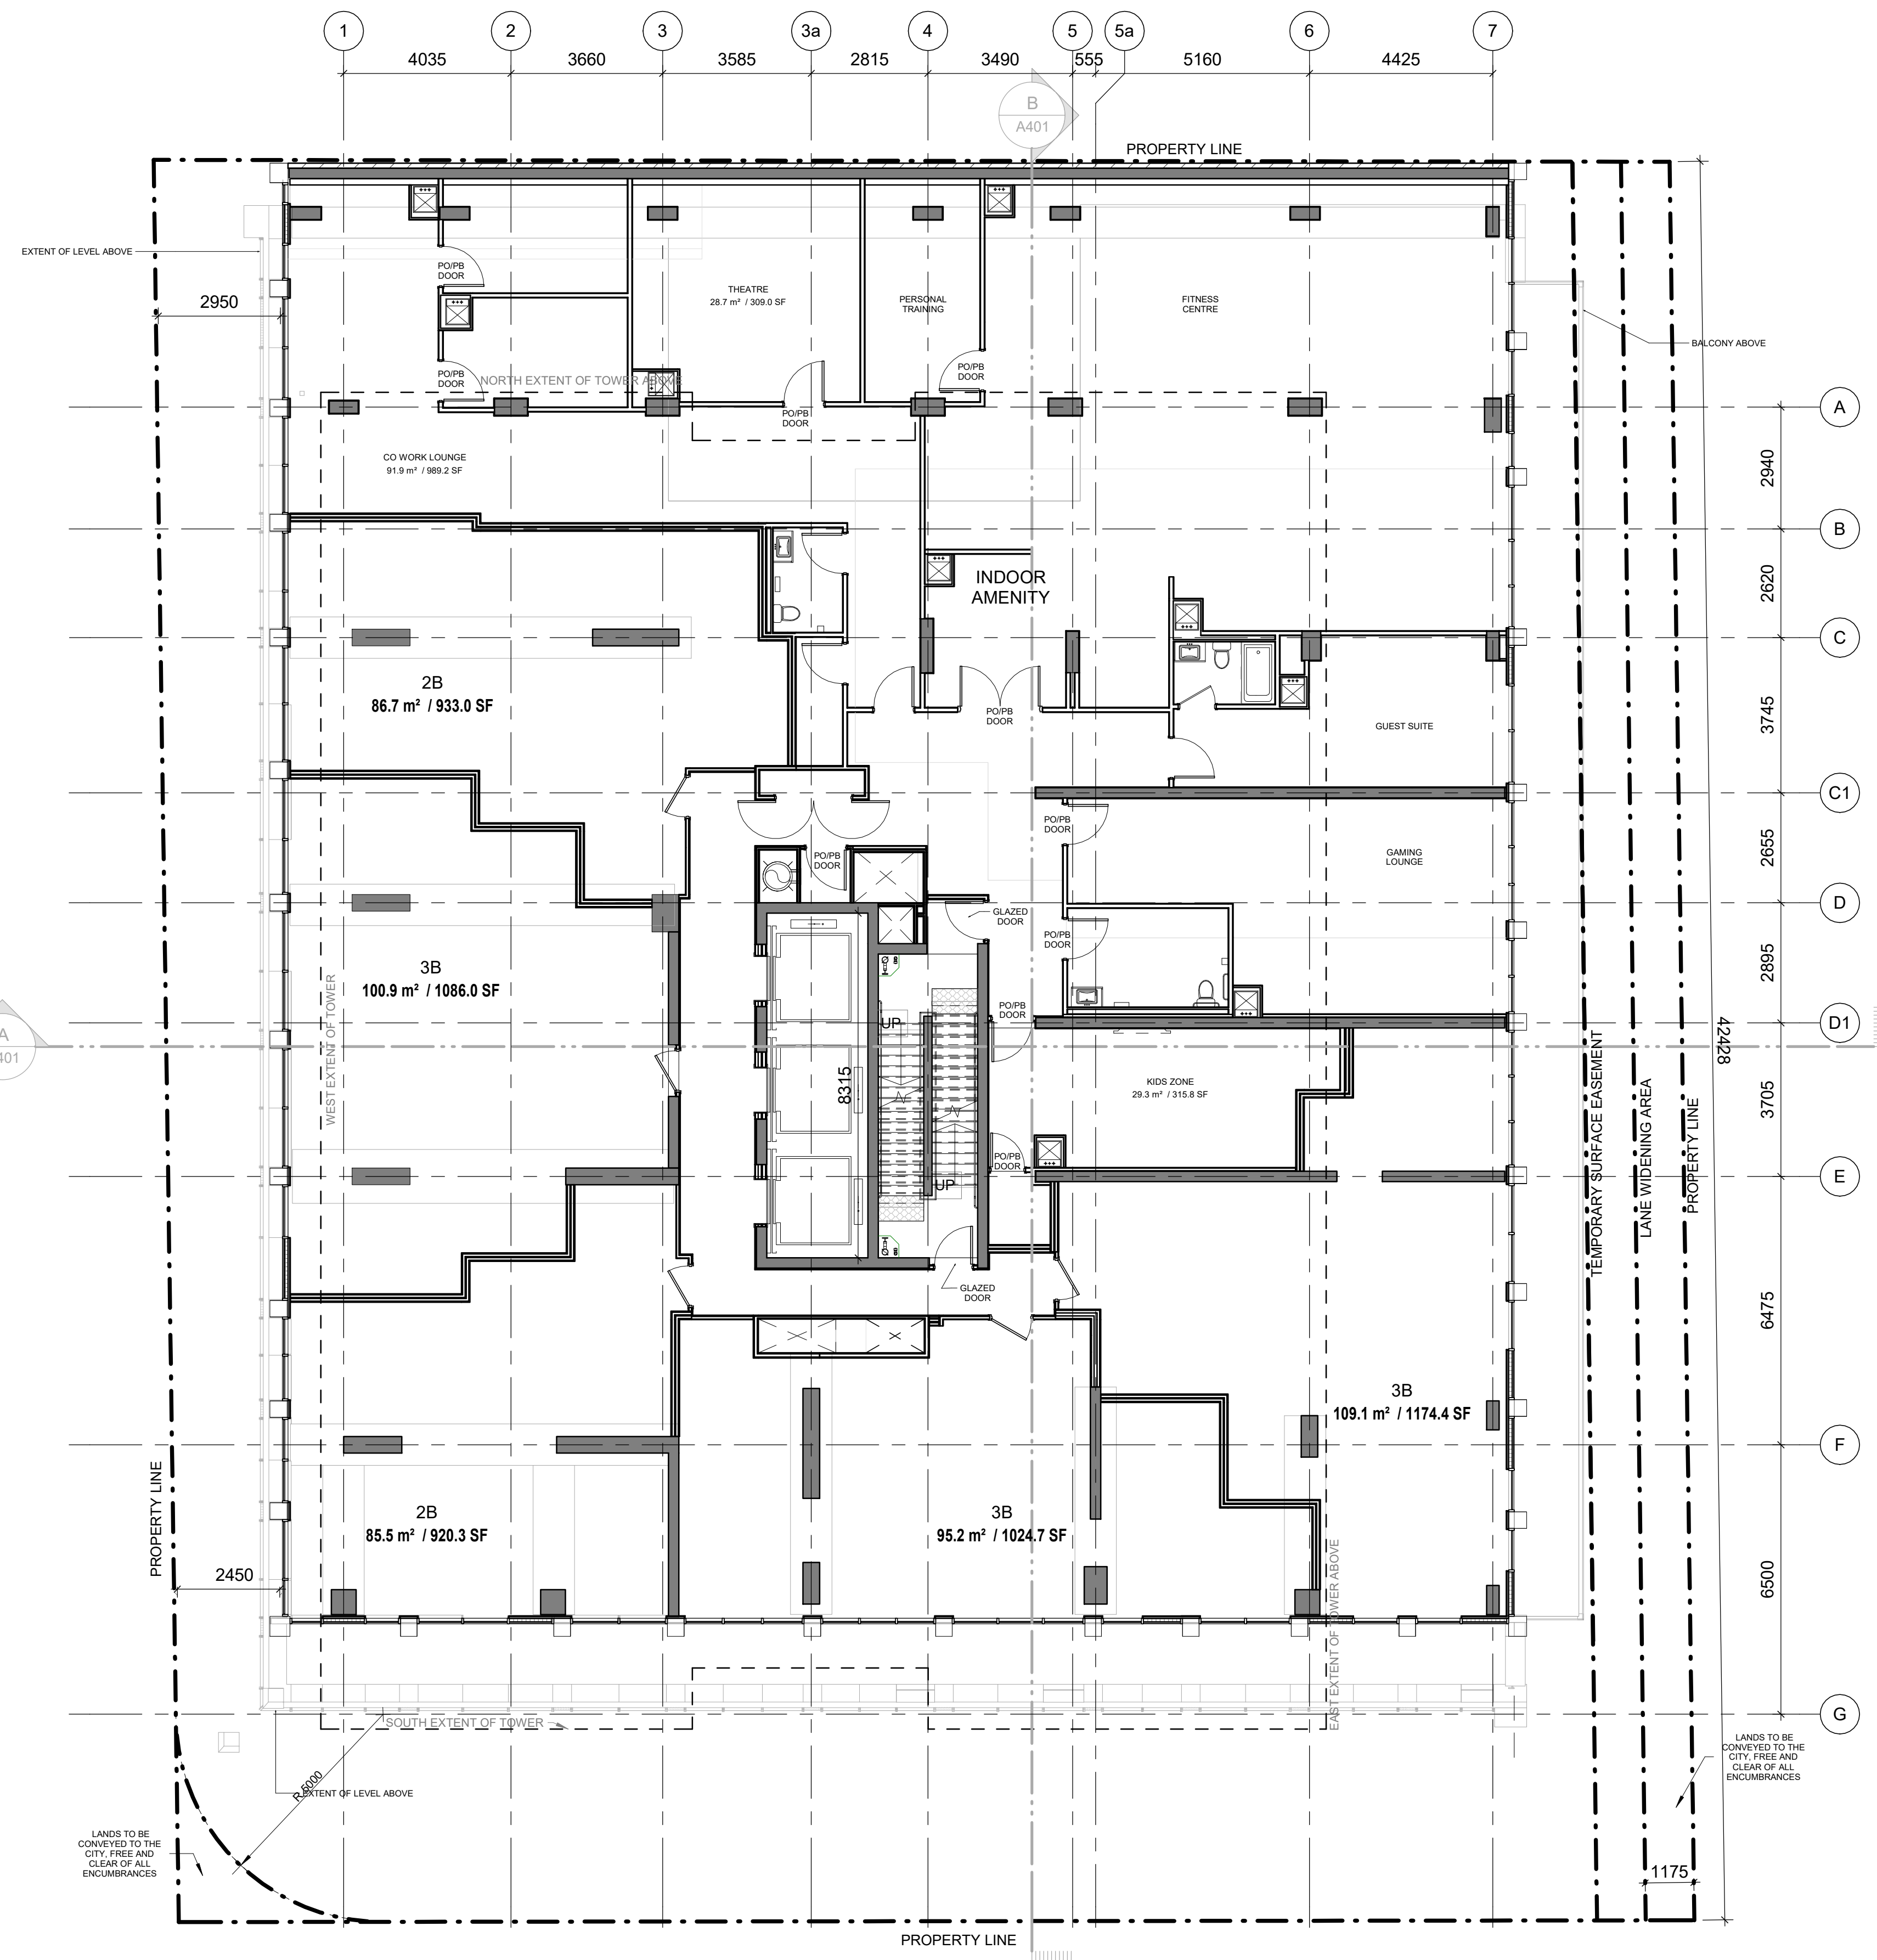 1
2
3
3a
4
5
5a
6
7
4035
3660
3585
2815
3490
555
5160
4425
B
A401
PROPERTY LINE
EXTENT OF LEVEL ABOVE
2950
PO/PB
DOOR
THEATRE
28.7 m² / 309.0 SF
PERSONAL
TRAINING
FITNESS
CENTRE
BALCONY ABOVE
PO/PB
DOOR
NORTH EXTENT OF TOWER ABOVE
PO/PB
DOOR
PO/PB
DOOR
A
CO WORK LOUNGE
91.9 m² / 989.2 SF
2940
B
INDOOR
AMENITY
2620
C
2B
86.7 m² / 933.0 SF
PO/PB
DOOR
GUEST SUITE
3745
C1
PO/PB
DOOR
GAMING
LOUNGE
2655
PO/PB
DOOR
D
GLAZED
DOOR
PO/PB
DOOR
3B
100.9 m² / 1086.0 SF
WEST EXTENT OF TOWER
2895
PO/PB
DOOR
UP
D1
A
401
42428
8315
KIDS ZONE
29.3 m² / 315.8 SF
TEMPORARY SURFACE EASEMENT
LANE WIDENING AREA
PROPERTY LINE
3705
PO/PB
DOOR
UP
E
GLAZED
DOOR
6475
3B
109.1 m² / 1174.4 SF
F
PROPERTY LINE
2B
85.5 m² / 920.3 SF
3B
95.2 m² / 1024.7 SF
2450
EAST EXTENT OF TOWER ABOVE
6500
G
SOUTH EXTENT OF TOWER
LANDS TO BE
CONVEYED TO THE
CITY, FREE AND
CLEAR OF ALL
ENCUMBRANCES
R 5000
EXTENT OF LEVEL ABOVE
LANDS TO BE
CONVEYED TO THE
CITY, FREE AND
CLEAR OF ALL
ENCUMBRANCES
1175
PROPERTY LINE